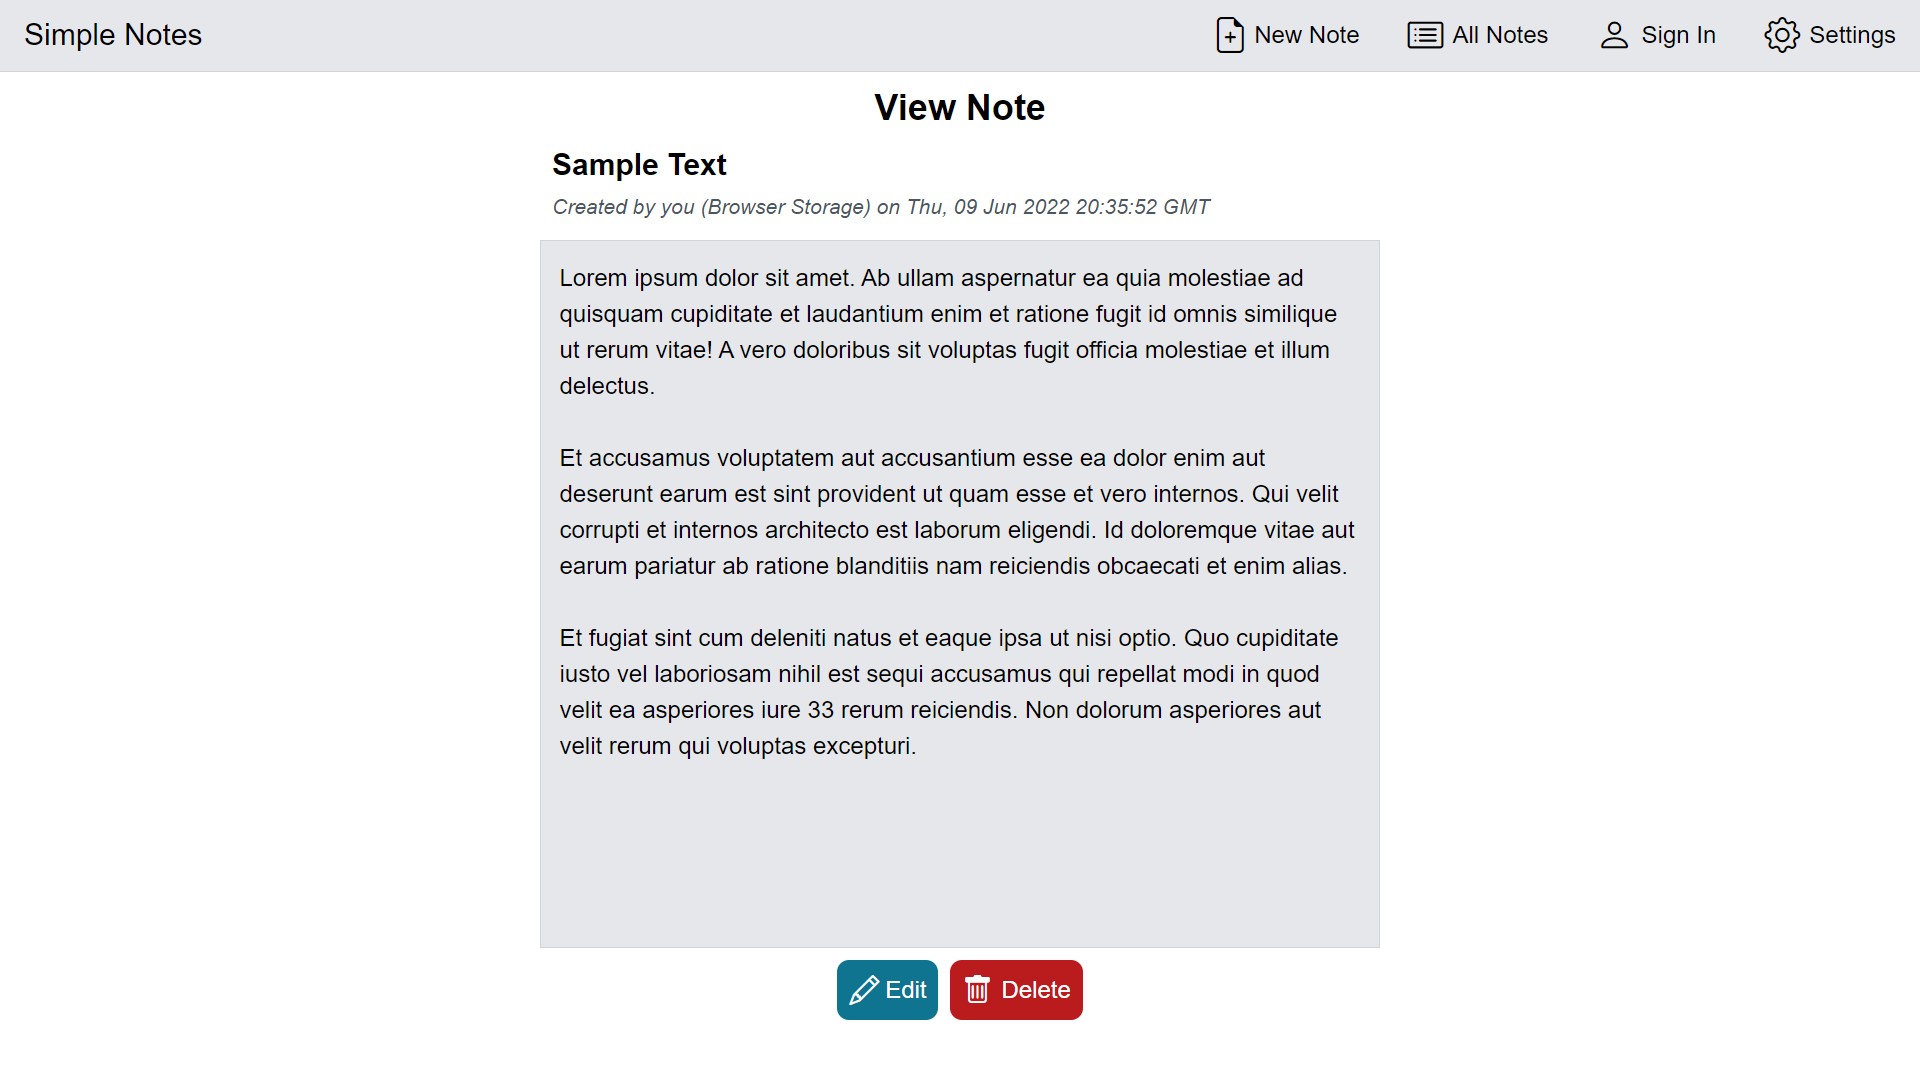 Simple Notes
New Note
All Notes
Sign In
Settings
View Note
Sample Text
Created by you (Browser Storage) on Thu, 09 Jun 2022 20:35:52 GMT
Lorem ipsum dolor sit amet. Ab ullam aspernatur ea quia molestiae ad
quisquam cupiditate et laudantium enim et ratione fugit id omnis similique
ut rerum vitae! A vero doloribus sit voluptas fugit officia molestiae et illum
delectus.
Et accusamus voluptatem aut accusantium esse ea dolor enim aut
deserunt earum est sint provident ut quam esse et vero internos. Qui velit
corrupti et internos architecto est laborum eligendi. Id doloremque vitae aut
earum pariatur ab ratione blanditiis nam reiciendis obcaecati et enim alias.
Et fugiat sint cum deleniti natus et eaque ipsa ut nisi optio. Quo cupiditate
iusto vel laboriosam nihil est sequi accusamus qui repellat modi in quod
velit ea asperiores iure 33 rerum reiciendis. Non dolorum asperiores aut
velit rerum qui voluptas excepturi.
Edit
Delete